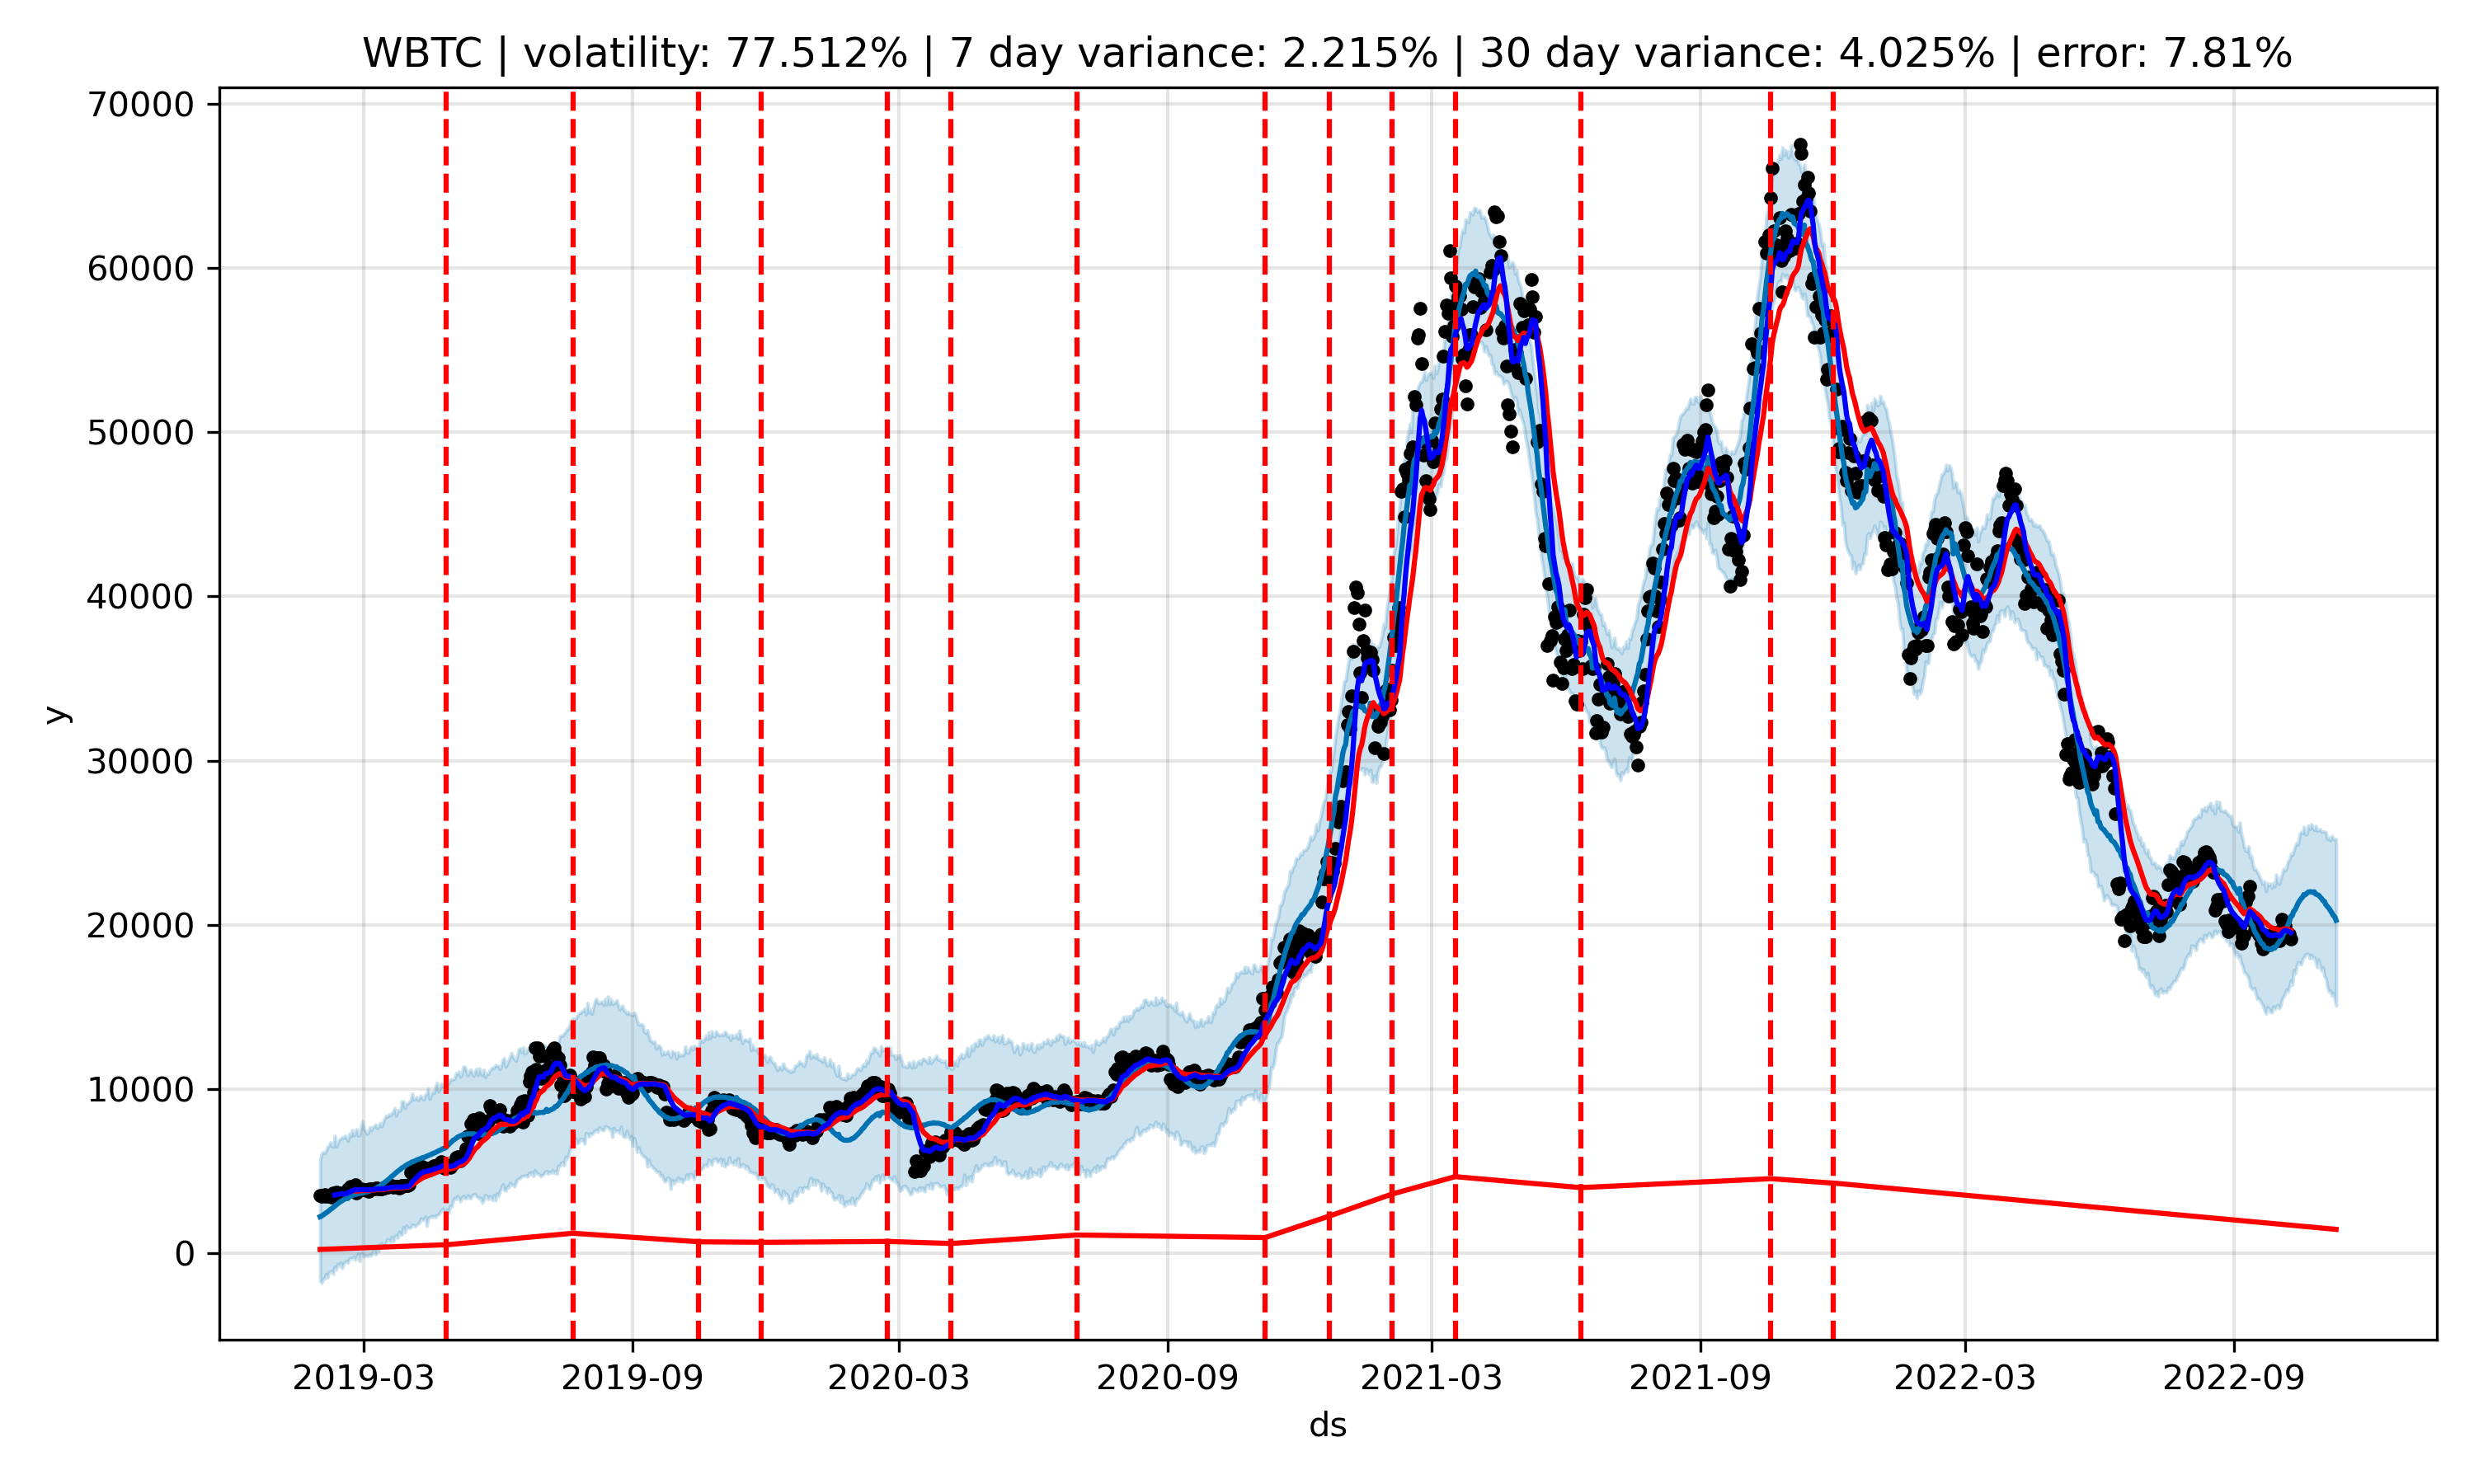 WBTC | volatility: 77.512% | 7 day variance: 2.215% | 30 day variance: 4.025% | error: 7.81%
70000
60000
50000
40000
30000
20000
10000
0
y
2019-03 2019-09 2020-03 2020-09 2021-03 2021-09 2022-03 2022-09
ds